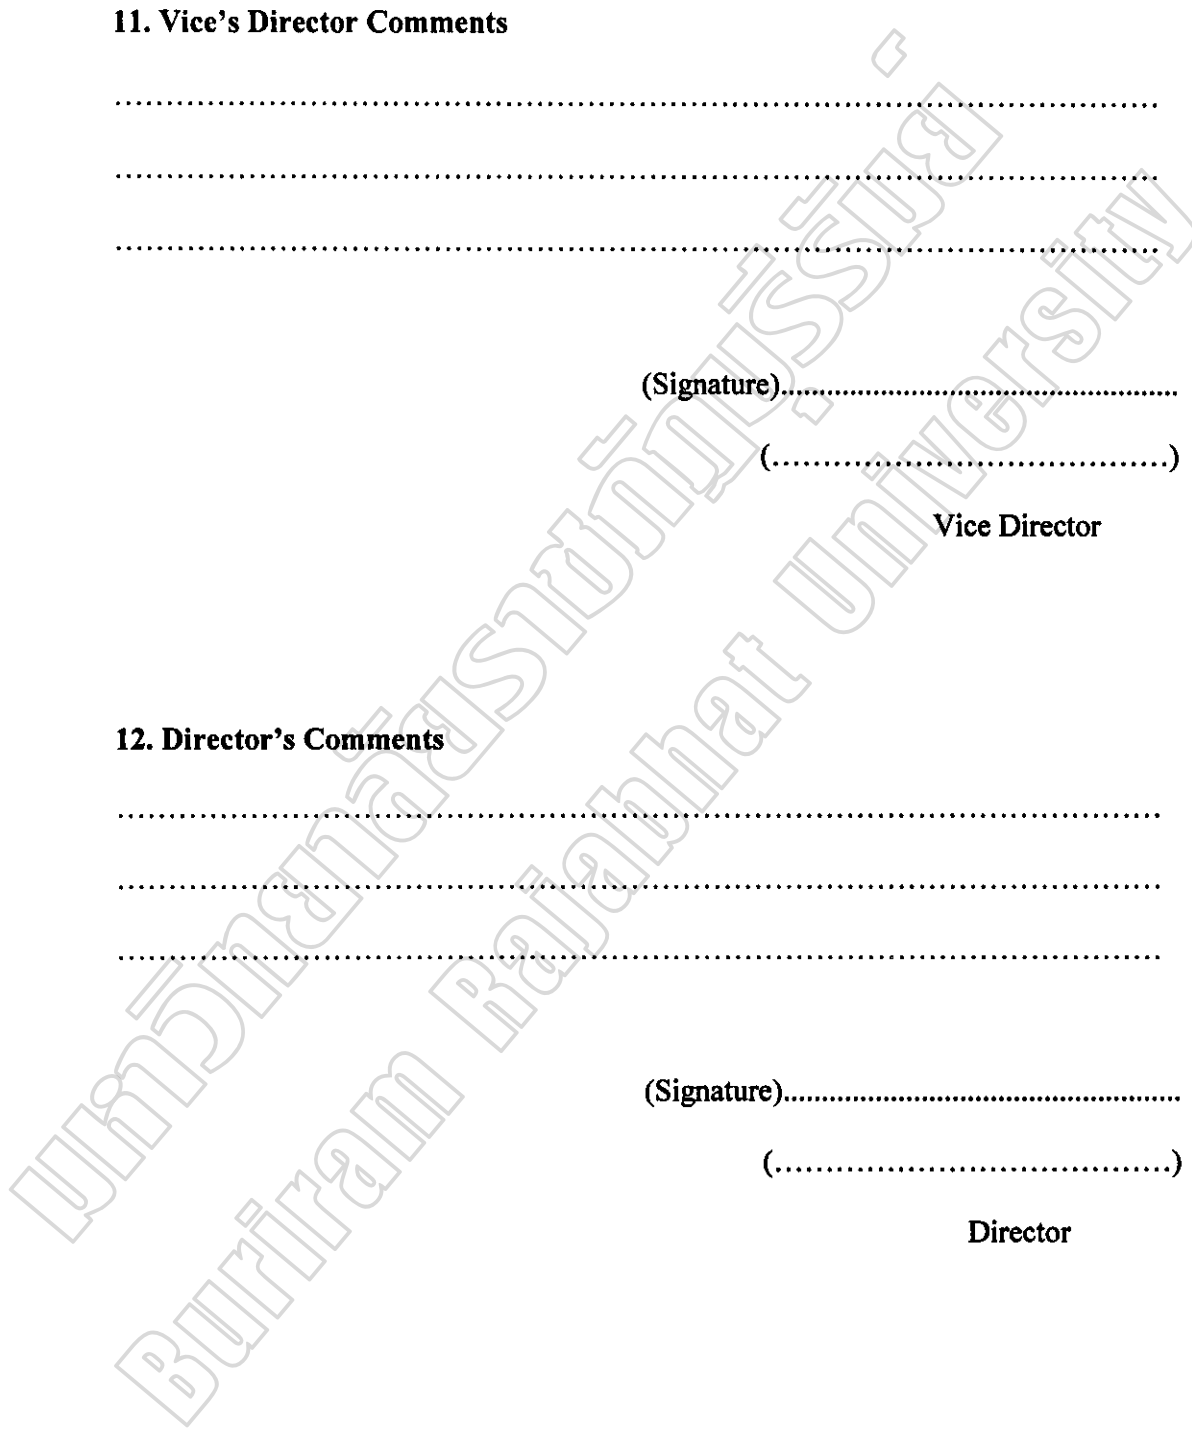 11. Vice's Director Comments
........................................................................................................
........................................................................................................
........................................................................................................
(Signature)....................................................
(........................................)
Vice Director
12. Director's Comments
........................................................................................................
........................................................................................................
........................................................................................................
(Signature)....................................................
(........................................)
Director
มหาวิทยาลัยราชภัฏบุรีรัมย์
Buriram Rajabhat University